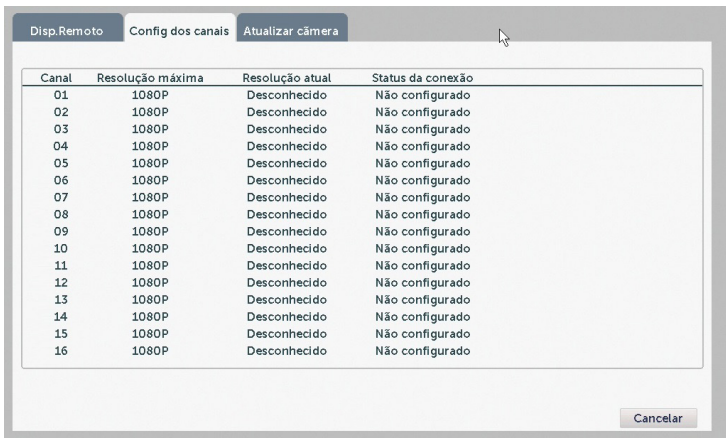 Disp.Remoto Config dos canais Atualizar cãmera
Canal Resolução máxima Resolução atual Status da conexão
01 1080P Desconhecido Não configurado
02 1080P Desconhecido Não configurado
03 1080P Desconhecido Não configurado
04 1080P Desconhecido Não configurado
05 1080P Desconhecido Não configurado
06 1080P Desconhecido Não configurado
07 1080P Desconhecido Não configurado
08 1080P Desconhecido Não configurado
09 1080P Desconhecido Não configurado
10 1080P Desconhecido Não configurado
11 1080P Desconhecido Não configurado
12 1080P Desconhecido Não configurado
13 1080P Desconhecido Não configurado
14 1080P Desconhecido Não configurado
15 1080P Desconhecido Não configurado
16 1080P Desconhecido Não configurado
Cancelar